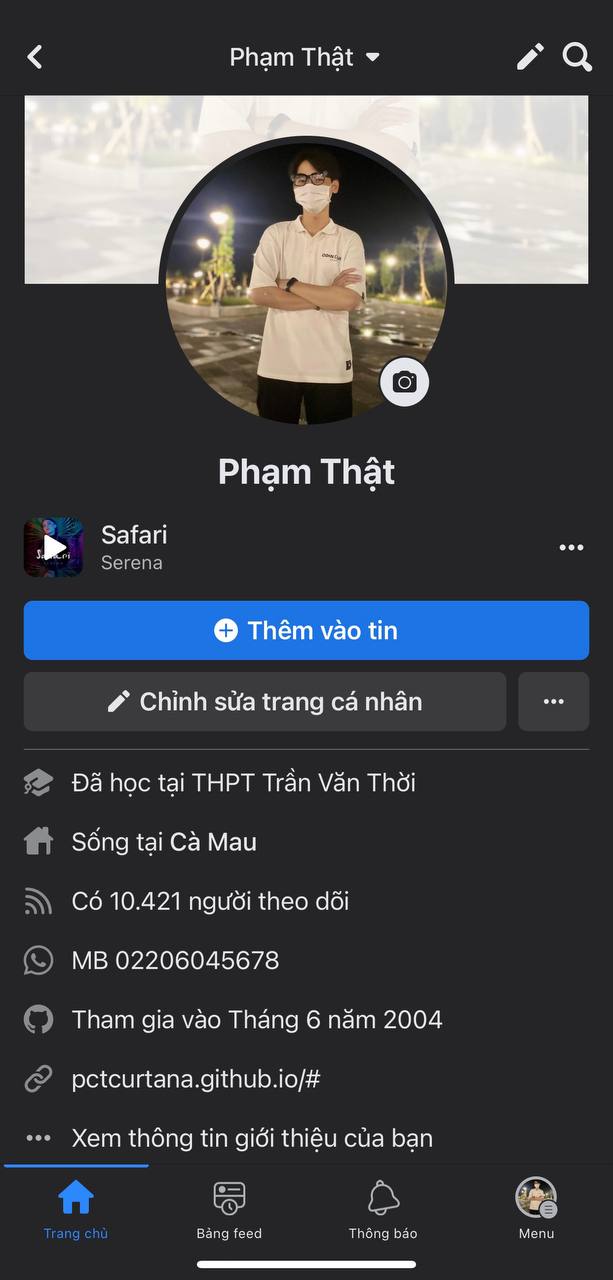 Phạm Thật
Phạm Thật
Safari
Serena
Thêm vào tin
Chỉnh sửa trang cá nhân
Đã học tại THPT Trần Văn Thời
Sống tại Cà Mau
Có 10.421 người theo dõi
MB 02206045678
Tham gia vào Tháng 6 năm 2004
pctcurtana.github.io/#
Xem thông tin giới thiệu của bạn
Trang chủ
Bảng feed
Thông báo
Menu